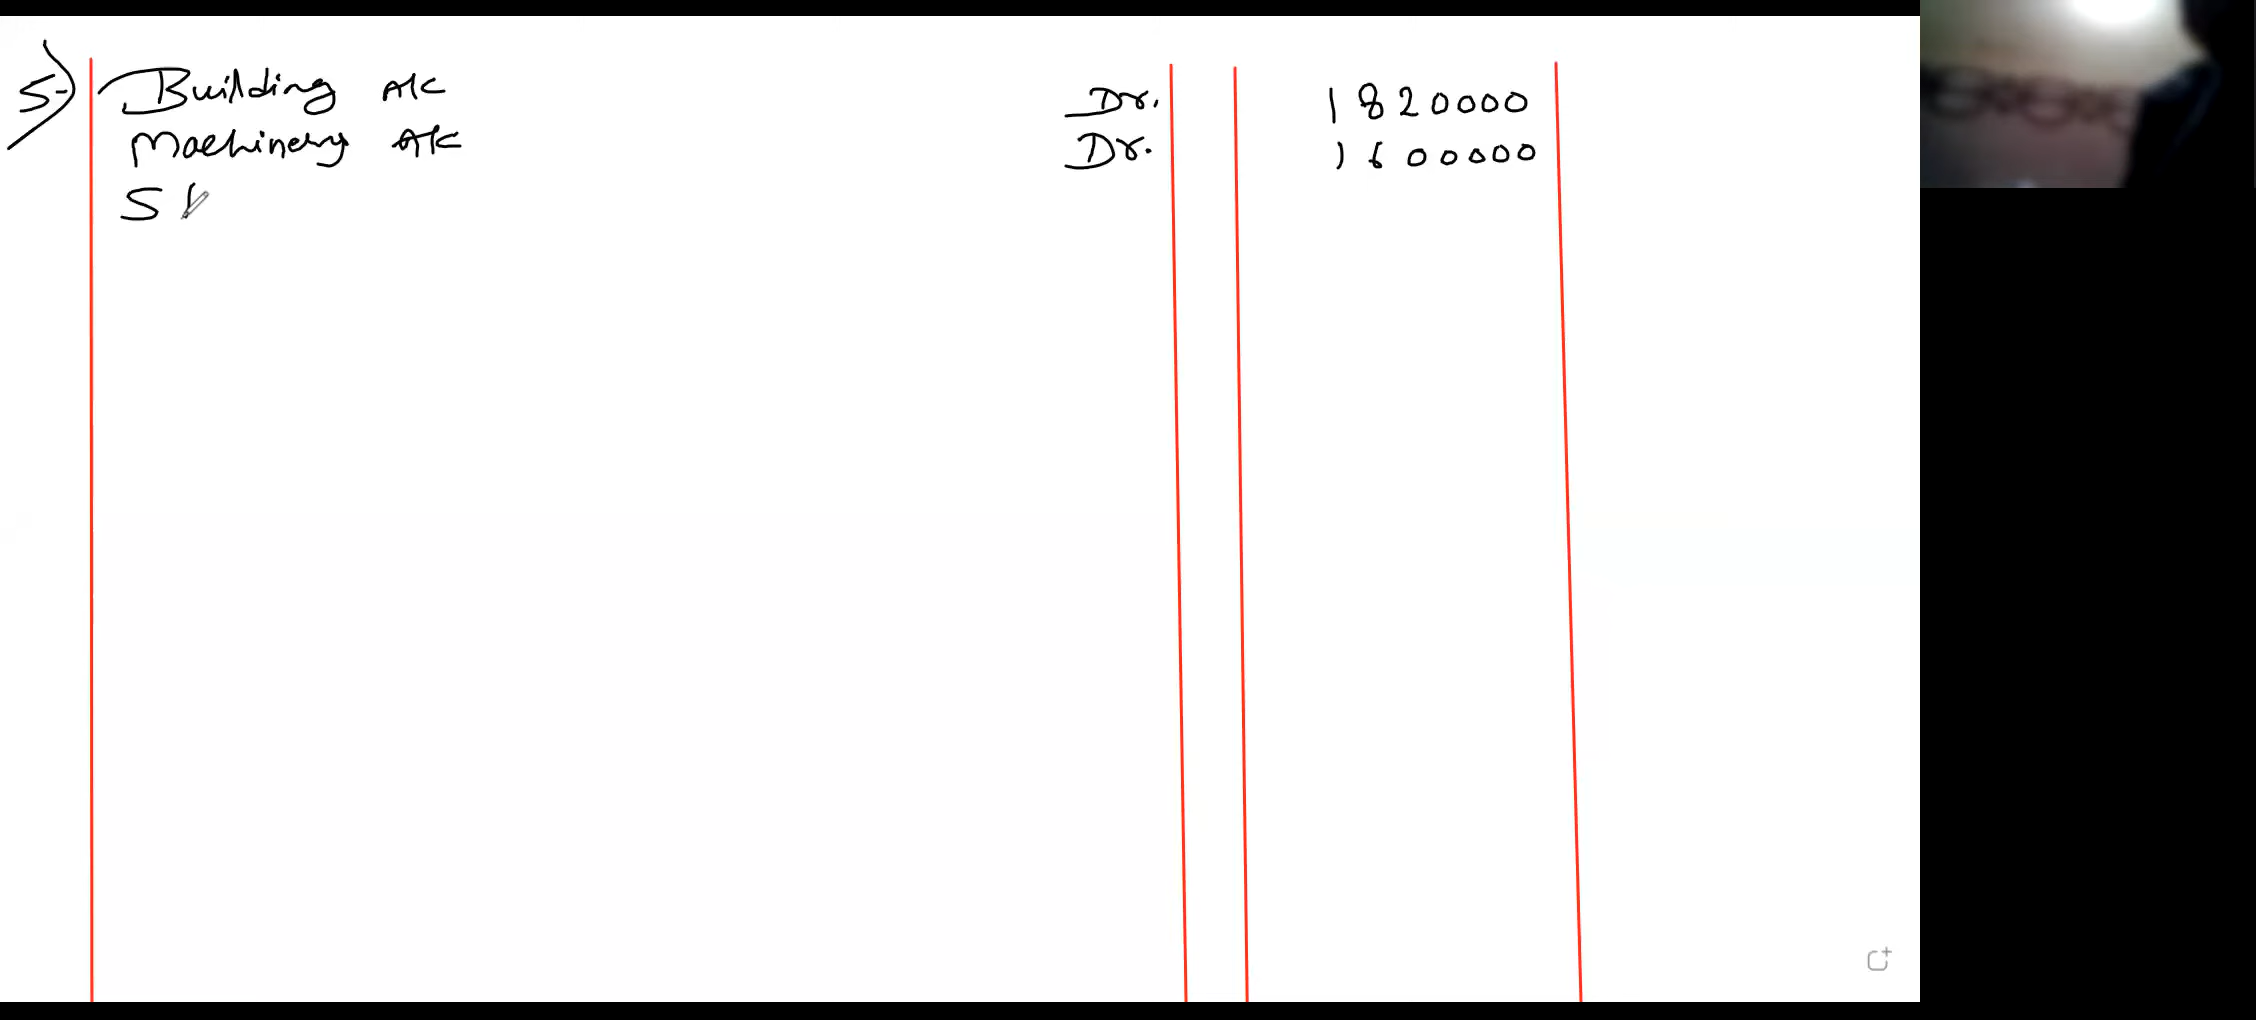 5) Building A/c Dr. 1820000
Machinery A/c Dr. 1600000
S